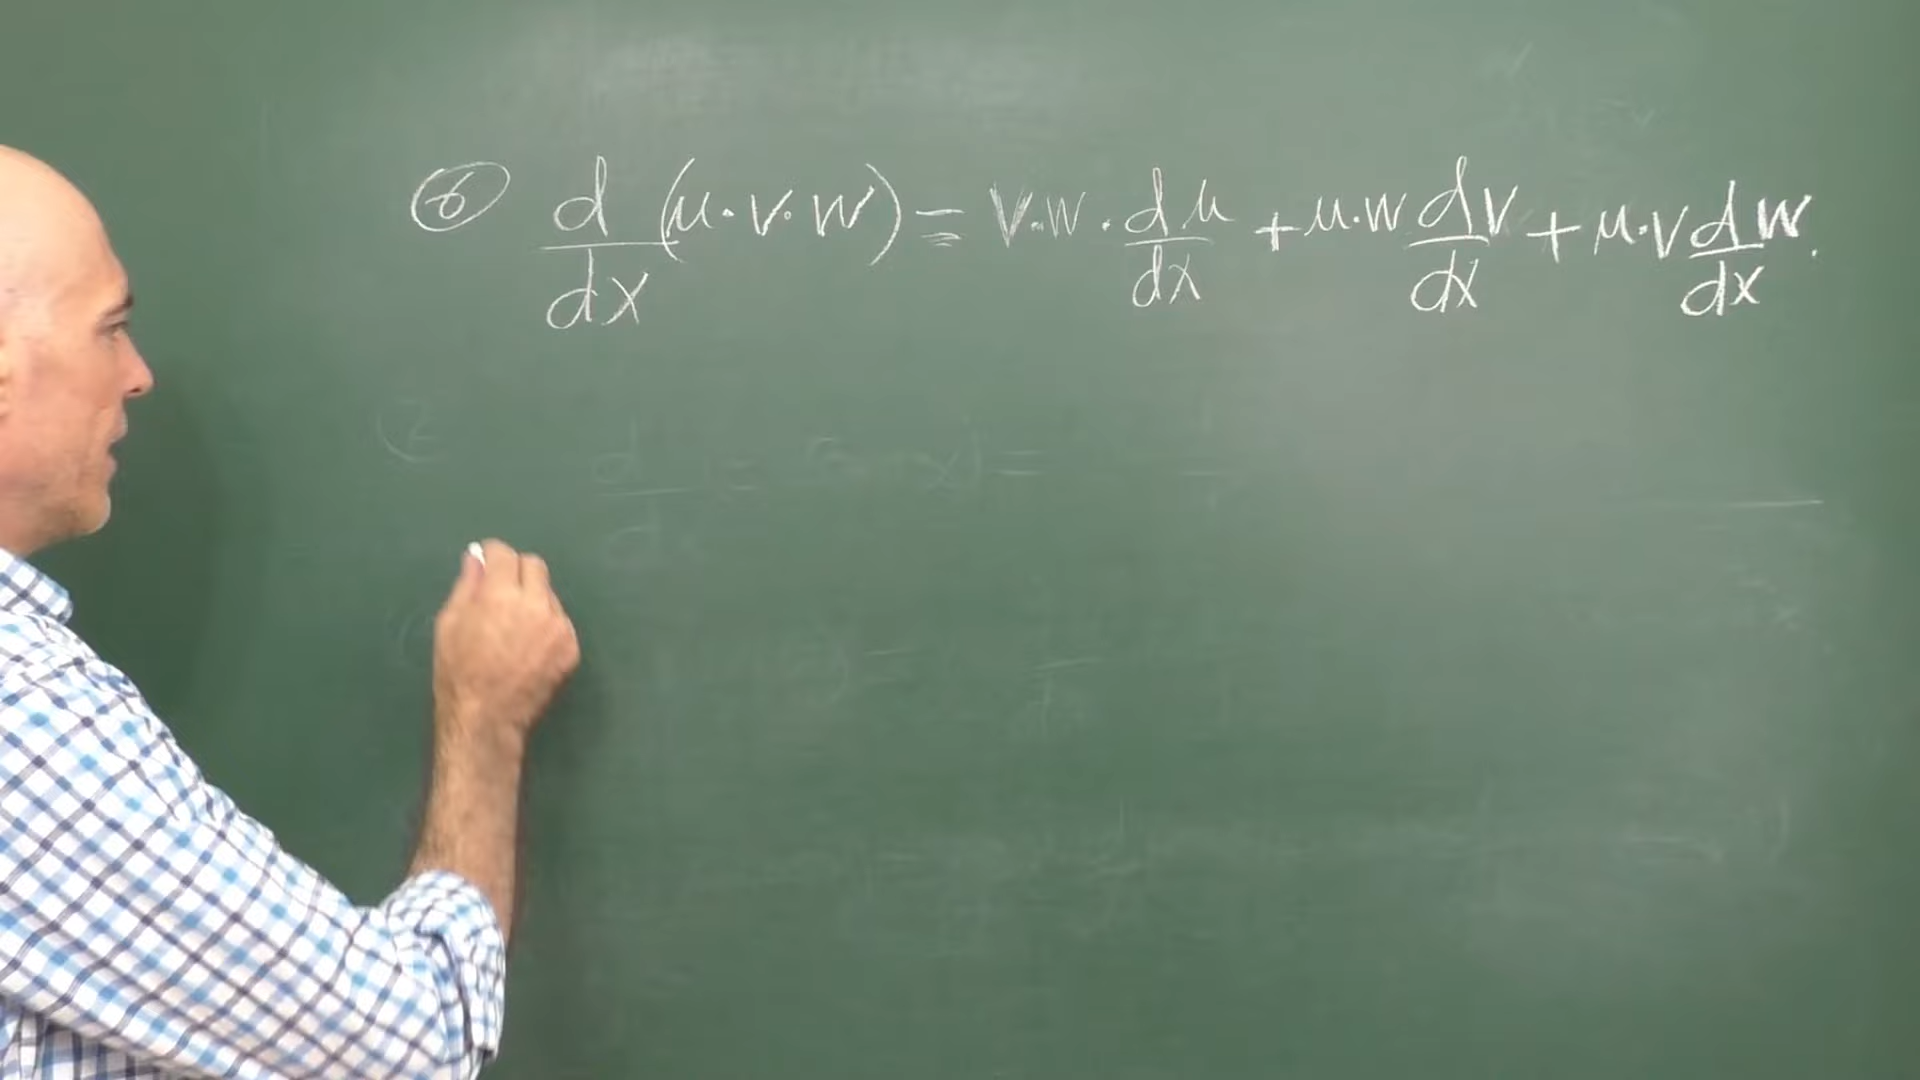 ⑥ d/dx (u·v·w) = v·w · du/dx + u·w dv/dx + u·v dw/dx.